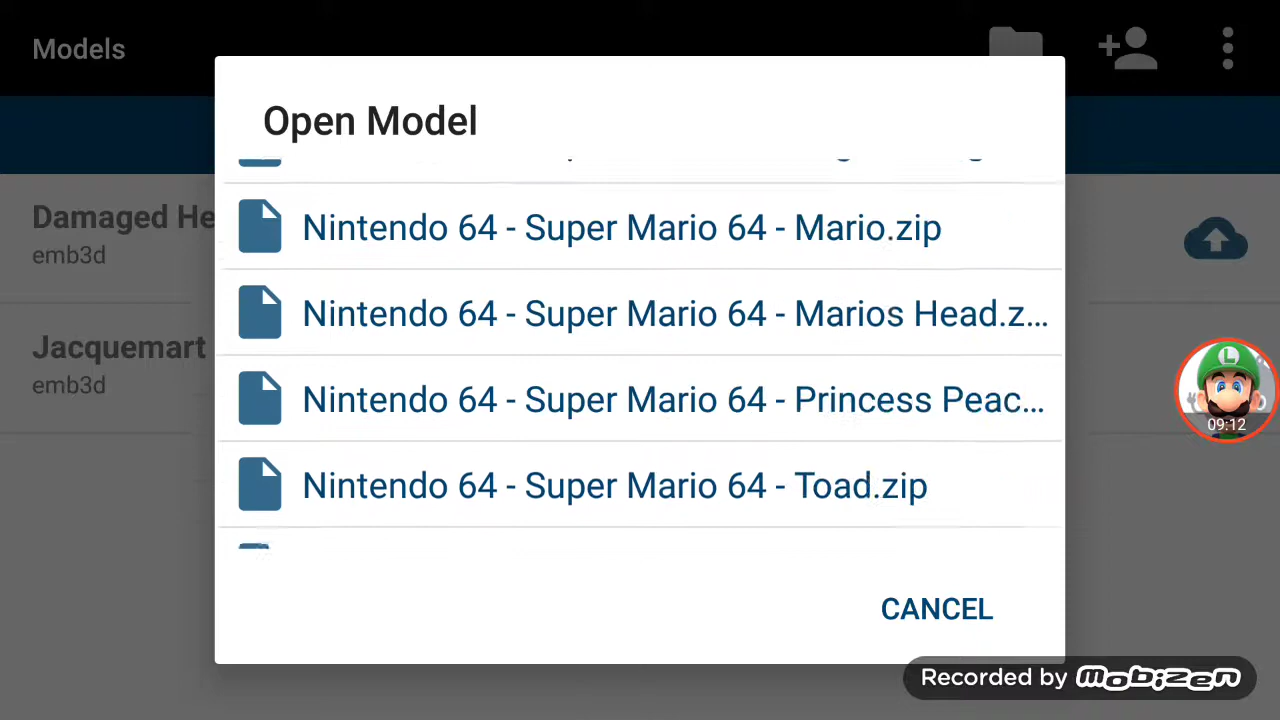 Models
Open Model
Damaged He
emb3d
Nintendo 64 - Super Mario 64 - Mario.zip
Nintendo 64 - Super Mario 64 - Marios Head.z...
Jacquemart
emb3d
Nintendo 64 - Super Mario 64 - Princess Peac...
L
09:12
Nintendo 64 - Super Mario 64 - Toad.zip
CANCEL
Recorded by mobizen